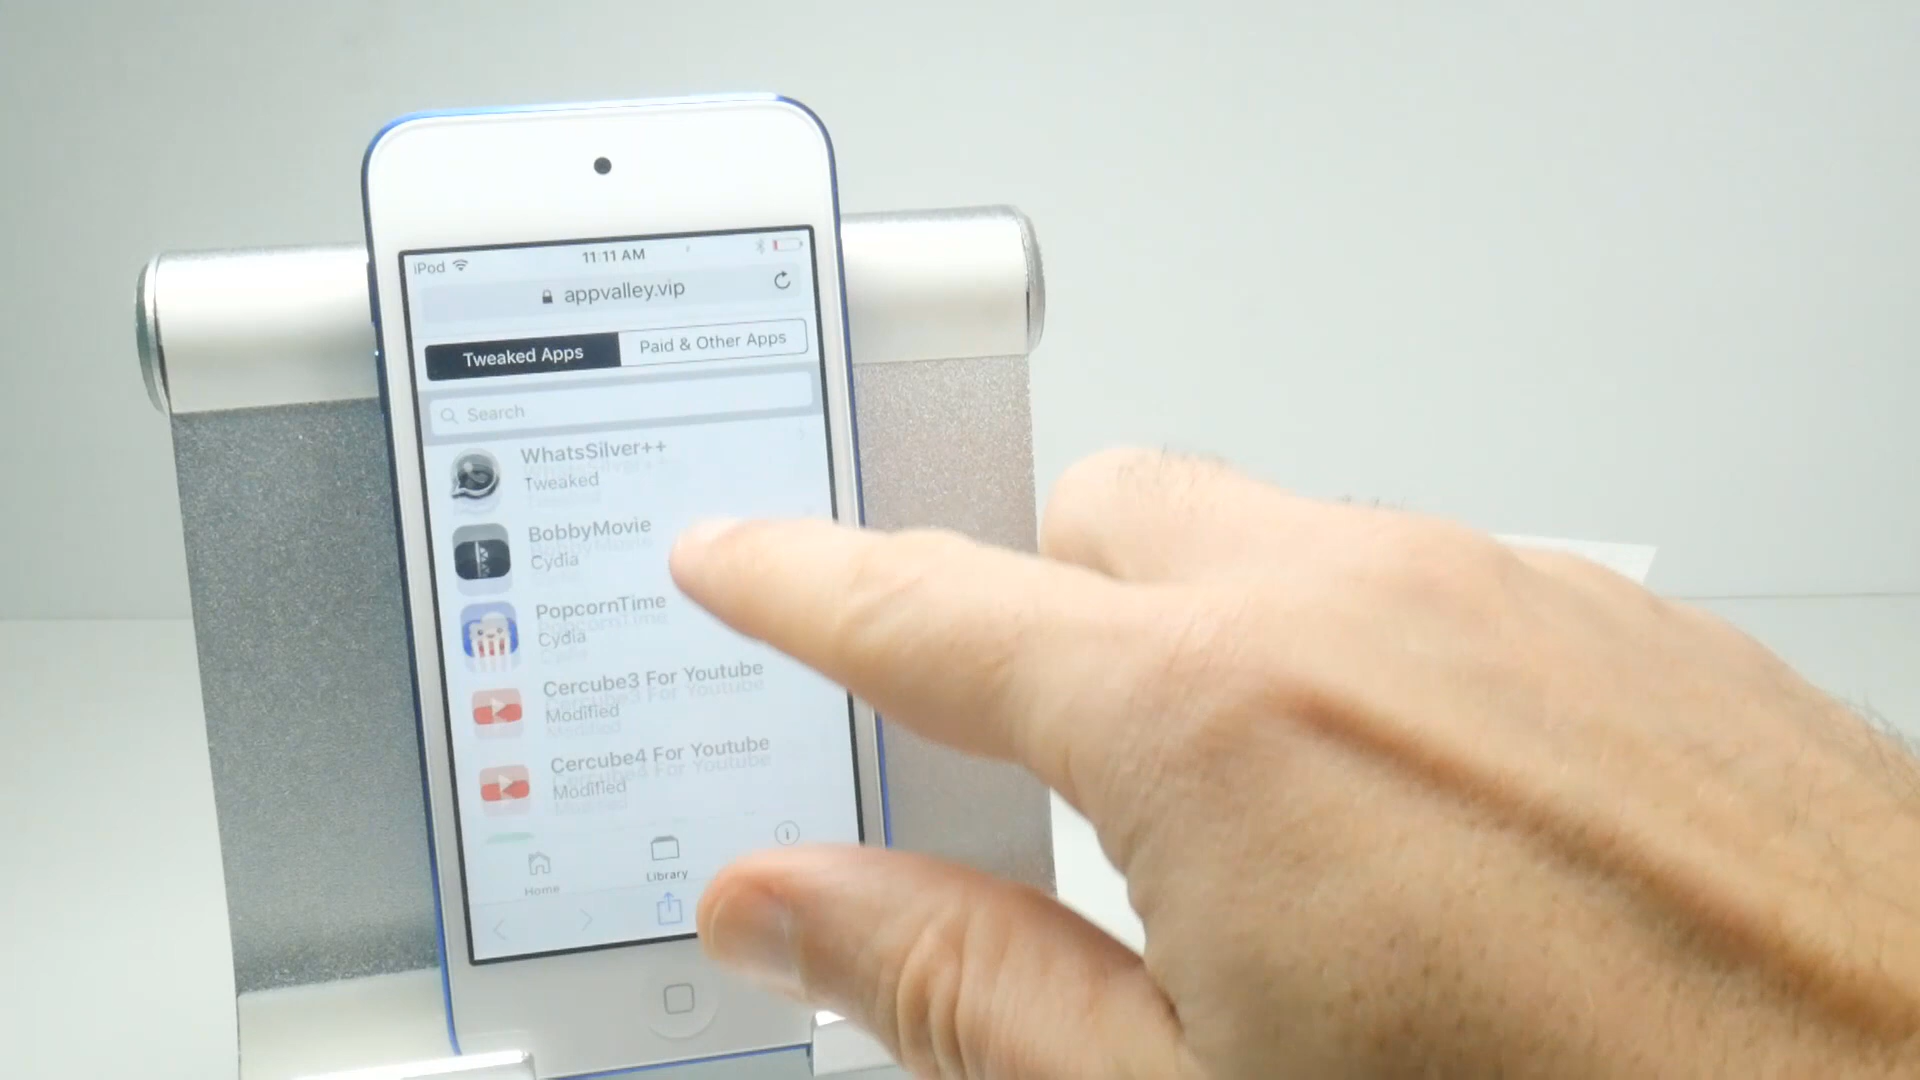 iPod
11:11 AM
appvalley.vip
Tweaked Apps
Paid & Other Apps
Search
WhatsSilver++
Tweaked
BobbyMovie
Cydia
PopcornTime
Cydia
Cercube3 For Youtube
Modified
Cercube4 For Youtube
Modified
Home
Library